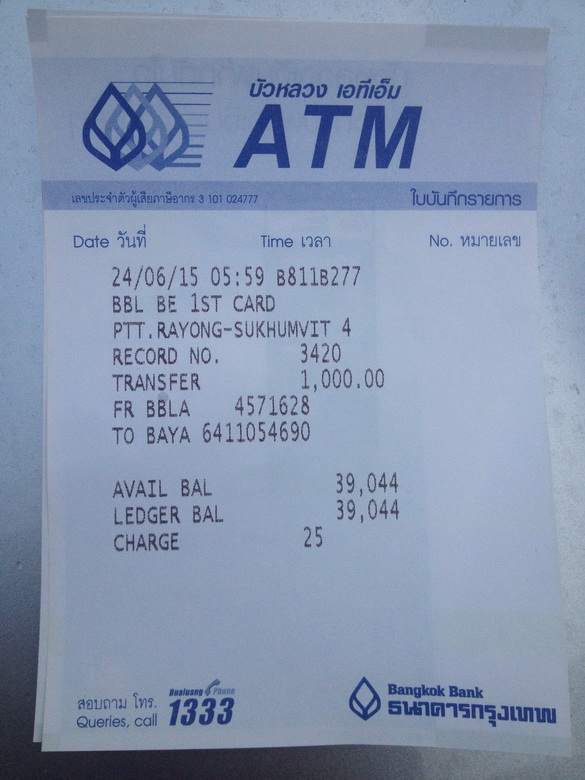 บัวหลวง เอทีเอ็ม
ATM
เลขประจำตัวผู้เสียภาษีอากร 3 101 024777 ใบบันทึกรายการ
Date วันที่ Time เวลา No. หมายเลข
24/06/15 05:59 B811B277
BBL BE 1ST CARD
PTT.RAYONG-SUKHUMVIT 4
RECORD NO. 3420
TRANSFER 1,000.00
FR BBLA 4571628
TO BAYA 6411054690
AVAIL BAL 39,044
LEDGER BAL 39,044
CHARGE 25
สอบถาม โทร. Bualuang Phone
Queries, call 1333
Bangkok Bank
ธนาคารกรุงเทพ